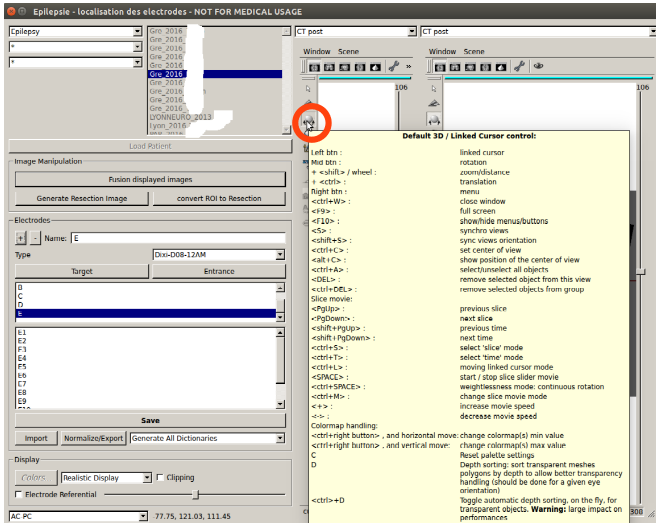 Epilepsie - localisation des electrodes - NOT FOR MEDICAL USAGE
Epilepsy
*
*
Gre_2016
Gre_2016
Gre_2016
Gre_2016
Gre_2016
Gre_2016
Gre_2016
Gre_2016
LYONNEURO_2013
Lyon_2016
Load Patient
Image Manipulation
Fusion displayed images
Generate Resection Image
convert ROI to Resection
Electrodes
+ - Name: E
Type Dixi-D08-12AM
Target Entrance
B
C
D
E
E1
E2
E3
E4
E5
E6
E7
E8
E9
E10
Save
Import Normalize/Export Generate All Dictionaries
Display
Colors Realistic Display Clipping
Electrode Referential
AC-PC 77.75, 121.03, 111.45
CT post
Window Scene
»
106
CT post
Window Scene
106
308
Default 3D / Linked Cursor control:
Left btn : linked cursor
Mid btn : rotation
+ <shift> / wheel : zoom/distance
+ <ctrl> : translation
Right btn : menu
<ctrl+W> : close window
<F9> : full screen
<F10> : show/hide menus/buttons
<S> : synchro views
<shift+S> : sync views orientation
<ctrl+C> : set center of view
<alt+C> : show position of the center of view
<ctrl+A> : select/unselect all objects
<DEL> : remove selected object from this view
<ctrl+DEL> : remove selected objects from group
Slice movie:
<PgUp> : previous slice
<PgDown> : next slice
<shift+PgUp> : previous time
<shift+PgDown> : next time
<ctrl+S> : select 'slice' mode
<ctrl+T> : select 'time' mode
<ctrl+L> : moving linked cursor mode
<SPACE> : start / stop slice slider movie
<ctrl+SPACE> : weightlessness mode: continuous rotation
<ctrl+M> : change slice movie mode
<+> : increase movie speed
<-> : decrease movie speed
Colormap handling:
<ctrl+right button> , and horizontal move: change colormap(s) min value
<ctrl+right button> , and vertical move: change colormap(s) max value
C Reset palette settings
D Depth sorting: sort transparent meshes
polygons by depth to allow better transparency
handling (should be done for a given eye
orientation)
<ctrl>+D Toggle automatic depth sorting, on the fly, for
transparent objects. Warning: large impact on
performances